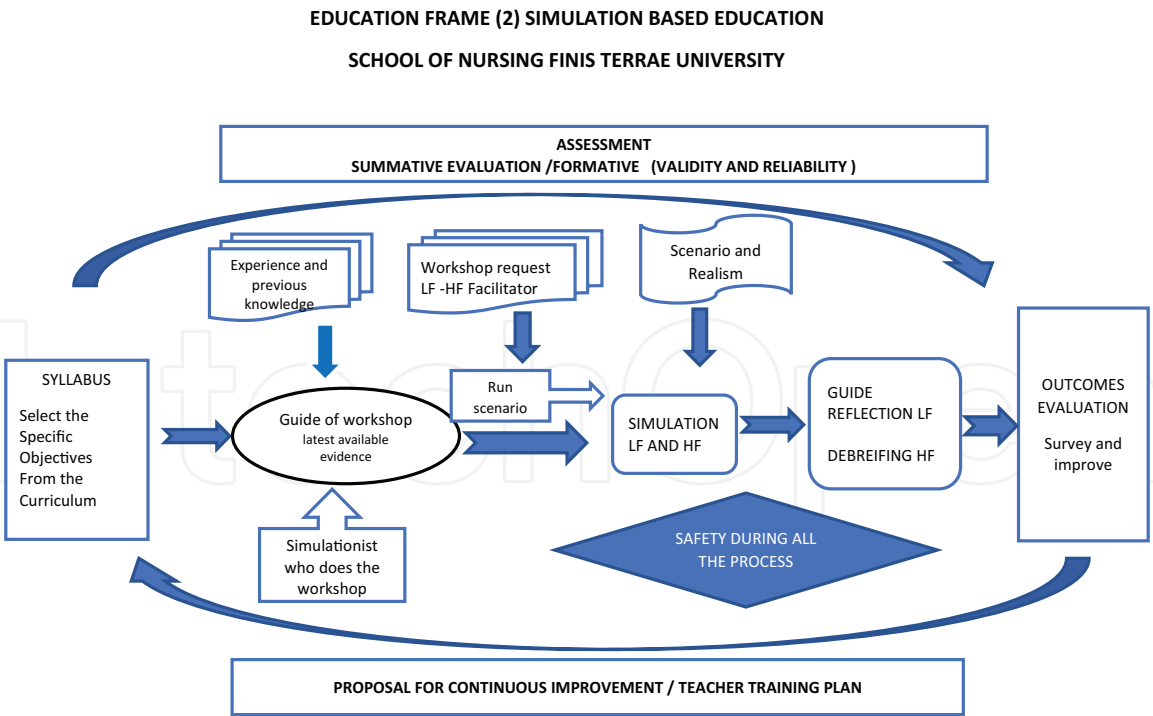 EDUCATION FRAME (2) SIMULATION BASED EDUCATION
SCHOOL OF NURSING FINIS TERRAE UNIVERSITY
ASSESSMENT
SUMMATIVE EVALUATION /FORMATIVE (VALIDITY AND RELIABILITY )
Experience and
previous
knowledge
Workshop request
LF -HF Facilitator
Scenario and
Realism
SYLLABUS
Select the
Specific
Objectives
From the
Curriculum
Guide of workshop
latest available
evidence
Run
scenario
SIMULATION
LF AND HF
GUIDE
REFLECTION LF
DEBREIFING HF
OUTCOMES
EVALUATION
Survey and
improve
Simulationist
who does the
workshop
SAFETY DURING ALL
THE PROCESS
PROPOSAL FOR CONTINUOUS IMPROVEMENT / TEACHER TRAINING PLAN